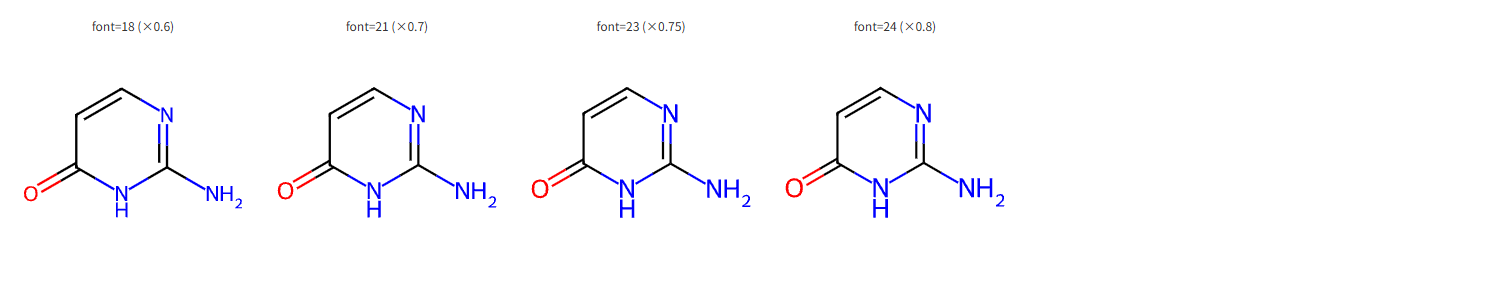 font=18 (×0.6)
font=21 (×0.7)
font=23 (×0.75)
font=24 (×0.8)
N
O
N
H
NH2
N
O
N
H
NH2
N
O
N
H
NH2
N
O
N
H
NH2